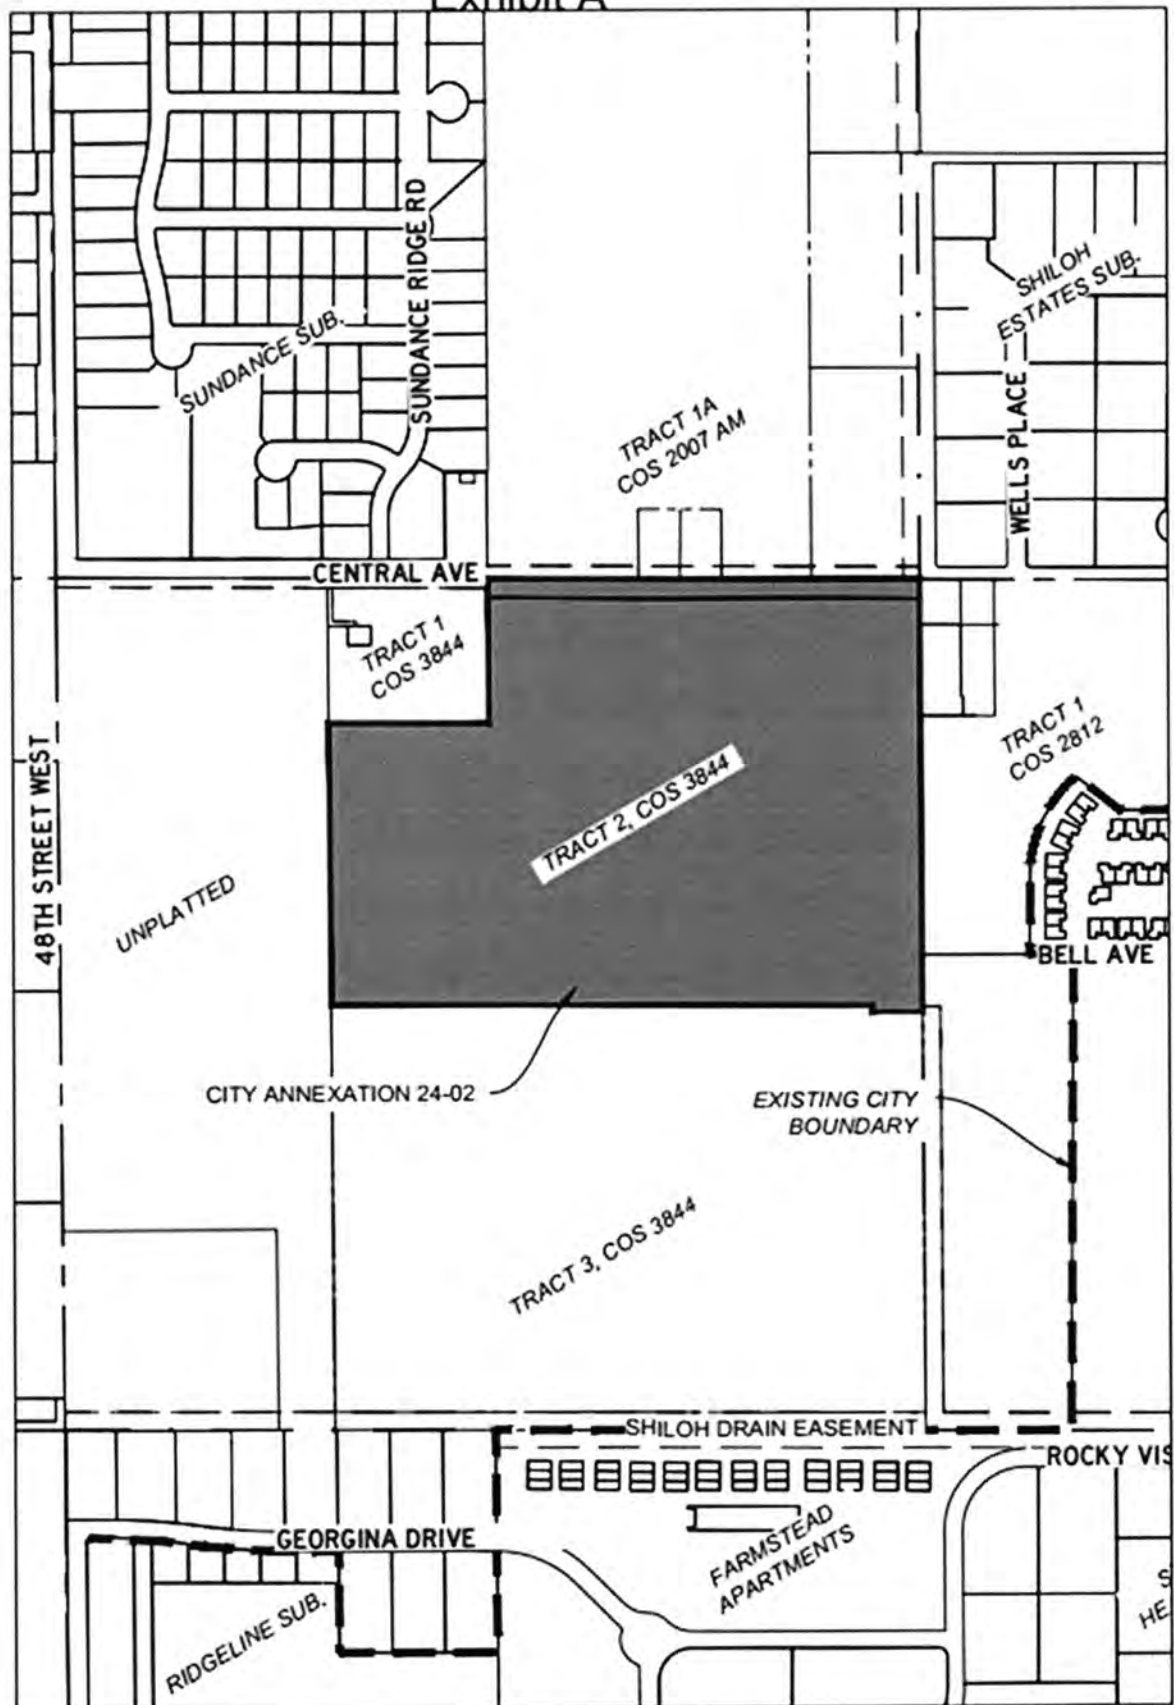 Exhibit A
SUNDANCE RIDGE RD
SHILOH
ESTATES SUB.
SUNDANCE SUB.
WELLS PLACE
TRACT 1A
COS 2007 AM
CENTRAL AVE
TRACT 1
COS 3844
TRACT 1
COS 2812
48TH STREET WEST
TRACT 2, COS 3844
UNPLATTED
BELL AVE
CITY ANNEXATION 24-02
EXISTING CITY
BOUNDARY
TRACT 3, COS 3844
SHILOH DRAIN EASEMENT
ROCKY VIS
GEORGINA DRIVE
FARMSTEAD
APARTMENTS
RIDGELINE SUB.
S
HE